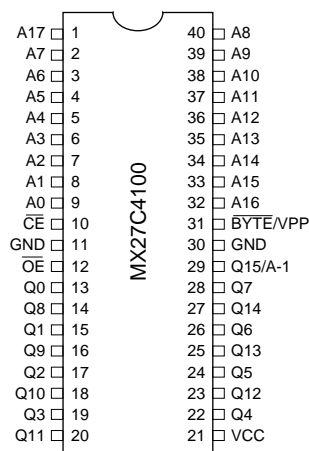 A17 1 40 A8
A7 2 39 A9
A6 3 38 A10
A5 4 37 A11
A4 5 36 A12
A3 6 35 A13
A2 7 34 A14
A1 8 33 A15
A0 9 32 A16
C̅E̅ 10 31 B̅Y̅T̅E̅/VPP
GND 11 30 GND
O̅E̅ 12 29 Q15/A-1
Q0 13 28 Q7
Q8 14 27 Q14
Q1 15 26 Q6
Q9 16 25 Q13
Q2 17 24 Q5
Q10 18 23 Q12
Q3 19 22 Q4
Q11 20 21 VCC
MX27C4100